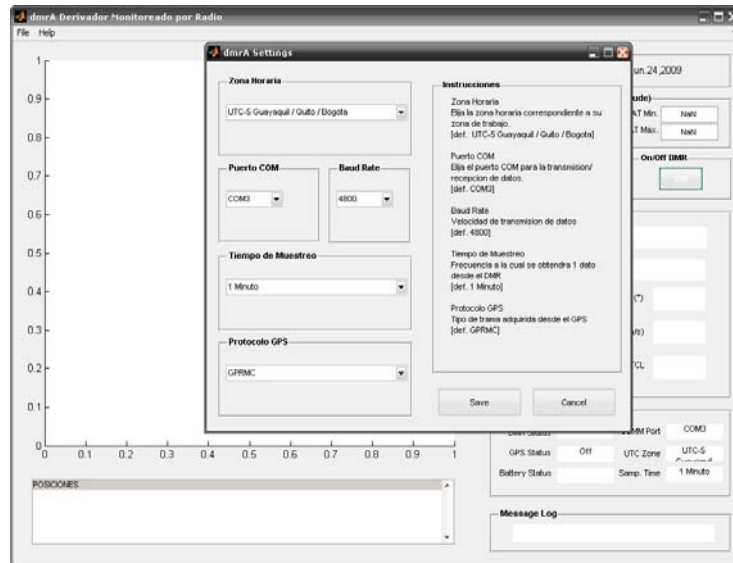 dmrA Derivador Monitoreado por Radio
File Help
dmrA Settings
Zona Horaria
UTC-5 Guayaquil / Quito / Bogota
Puerto COM
COM3
Baud Rate
4800
Tiempo de Muestreo
1 Minuto
Protocolo GPS
GPRMC
Instrucciones
Zona Horaria
Elija la zona horaria correspondiente a su
zona de trabajo.
[def. UTC-5 Guayaquil / Quito / Bogota]
Puerto COM
Elija el puerto COM para la transmision/
recepcion de datos.
[def. COM3]
Baud Rate
Velocidad de transmision de datos
[def. 4800]
Tiempo de Muestreo
Frecuencia a la cual se obtendra 1 dato
desde el DMR
[def. 1 Minuto]
Protocolo GPS
Tipo de trama adquirida desde el GPS
[def. GPRMC]
Save Cancel
1
0.9
0.8
0.7
0.6
0.5
0.4
0.3
0.2
0.1
0
0 0.1 0.2 0.3 0.4 0.5 0.6 0.7 0.8 0.9 1
POSICIONES
un.24,2009
ude)
AT Min. NaN
AT Max. NaN
On/Off DMR
(°)
TCL
Port COM3
GPS Status Off UTC Zone UTC-5
Battery Status Samp. Time 1 Minuto
Message Log